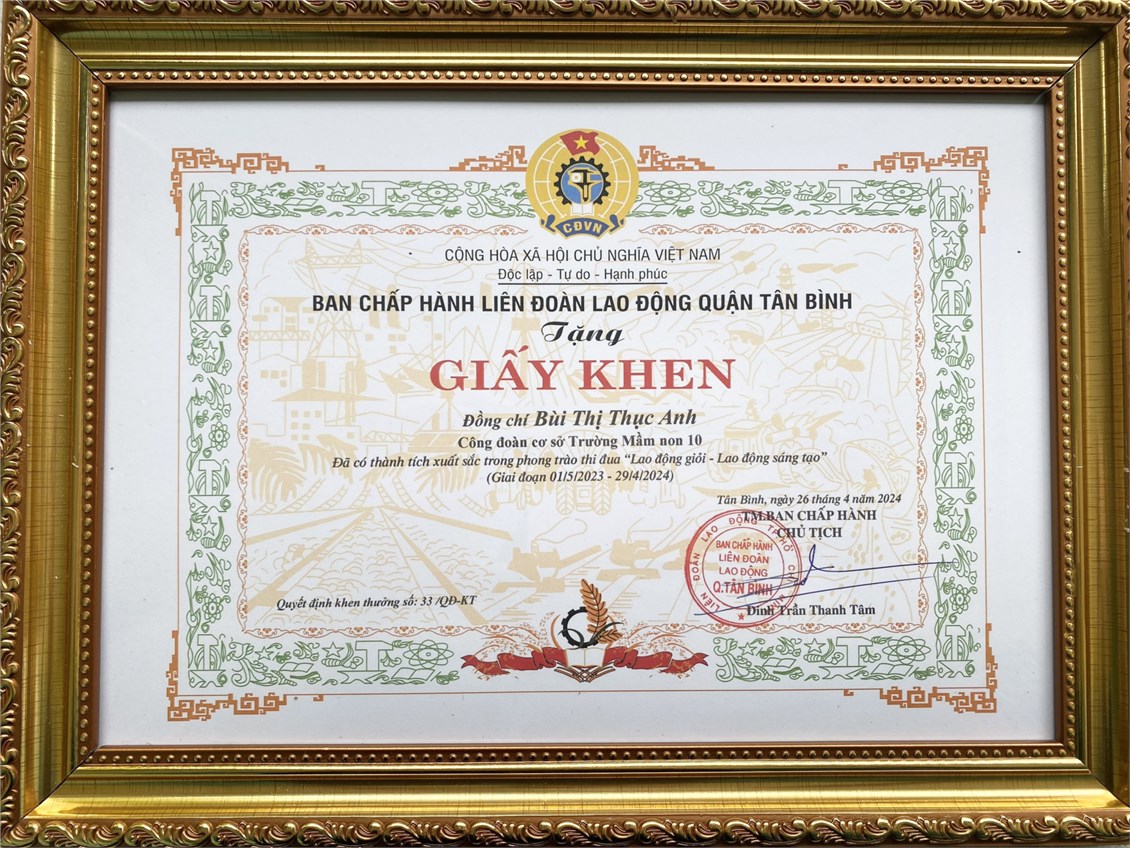 CĐVN
CỘNG HÒA XÃ HỘI CHỦ NGHĨA VIỆT NAM
Độc lập - Tự do - Hạnh phúc
BAN CHẤP HÀNH LIÊN ĐOÀN LAO ĐỘNG QUẬN TÂN BÌNH
Tặng
GIẤY KHEN
Đồng chí Bùi Thị Thục Anh
Công đoàn cơ sở Trường Mầm non 10
Đã có thành tích xuất sắc trong phong trào thi đua “Lao động giỏi - Lao động sáng tạo”
(Giai đoạn 01/5/2023 - 29/4/2024)
Tân Bình, ngày 26 tháng 4 năm 2024
TM.BAN CHẤP HÀNH
CHỦ TỊCH
LIÊN ĐOÀN LAO ĐỘNG
BAN CHẤP HÀNH
LIÊN ĐOÀN
LAO ĐỘNG
Q.TÂN BÌNH
Đinh Trần Thanh Tâm
Quyết định khen thưởng số: 33 /QĐ-KT